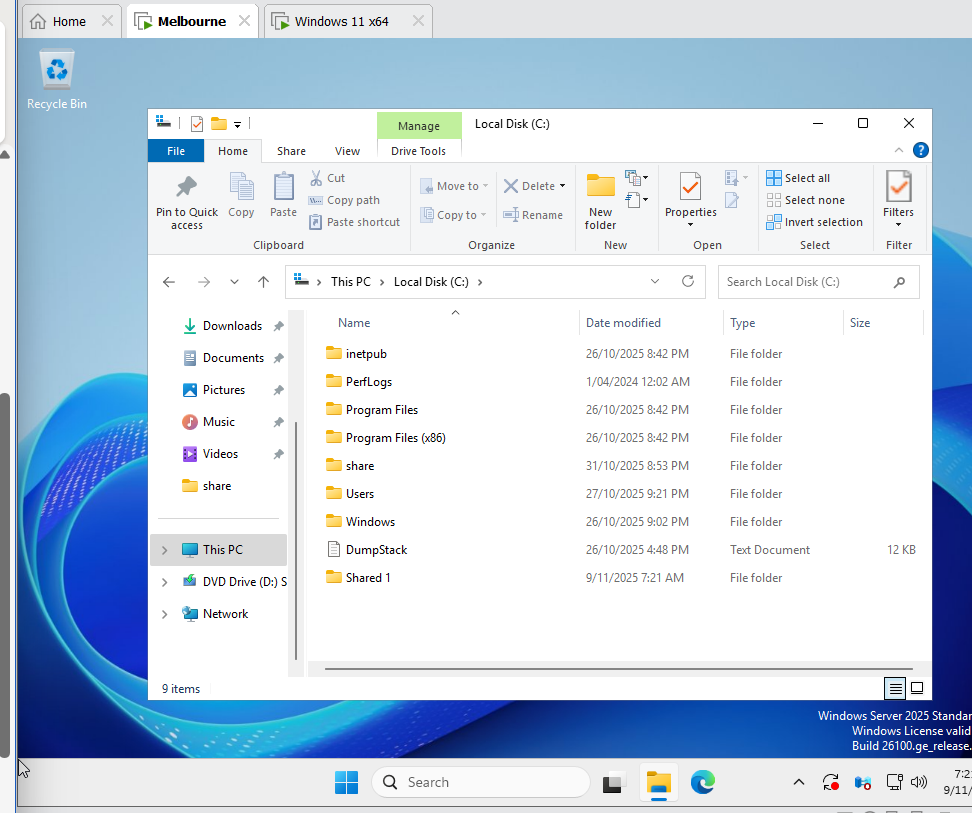 Home
Melbourne
Windows 11 x64
Recycle Bin
Manage
Local Disk (C:)
File
Home
Share
View
Drive Tools
Pin to Quick access
Copy
Paste
Cut
Copy path
Paste shortcut
Clipboard
Move to
Copy to
Delete
Rename
Organize
New folder
New
Properties
Open
Select all
Select none
Invert selection
Select
Filters
Filter
This PC > Local Disk (C:) >
Search Local Disk (C:)
Downloads
Documents
Pictures
Music
Videos
share
This PC
DVD Drive (D:) S
Network
Name Date modified Type Size
inetpub 26/10/2025 8:42 PM File folder
PerfLogs 1/04/2024 12:02 AM File folder
Program Files 26/10/2025 8:42 PM File folder
Program Files (x86) 26/10/2025 8:42 PM File folder
share 31/10/2025 8:53 PM File folder
Users 27/10/2025 9:21 PM File folder
Windows 26/10/2025 9:02 PM File folder
DumpStack 26/10/2025 4:48 PM Text Document 12 KB
Shared 1 9/11/2025 7:21 AM File folder
9 items
Windows Server 2025 Standar
Windows License valid
Build 26100.ge_release.
Search
7:2
9/11/